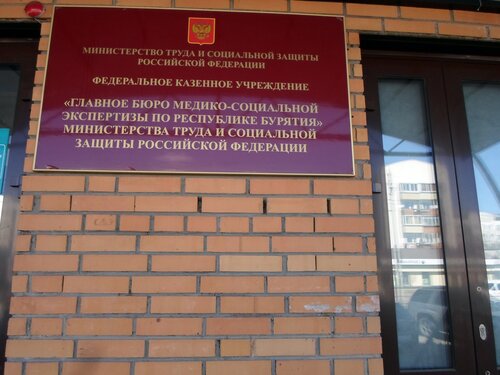 МИНИСТЕРСТВО ТРУДА И СОЦИАЛЬНОЙ ЗАЩИТЫ
РОССИЙСКОЙ ФЕДЕРАЦИИ
ФЕДЕРАЛЬНОЕ КАЗЕННОЕ УЧРЕЖДЕНИЕ
«ГЛАВНОЕ БЮРО МЕДИКО-СОЦИАЛЬНОЙ
ЭКСПЕРТИЗЫ ПО РЕСПУБЛИКЕ БУРЯТИЯ»
МИНИСТЕРСТВА ТРУДА И СОЦИАЛЬНОЙ
ЗАЩИТЫ РОССИЙСКОЙ ФЕДЕРАЦИИ